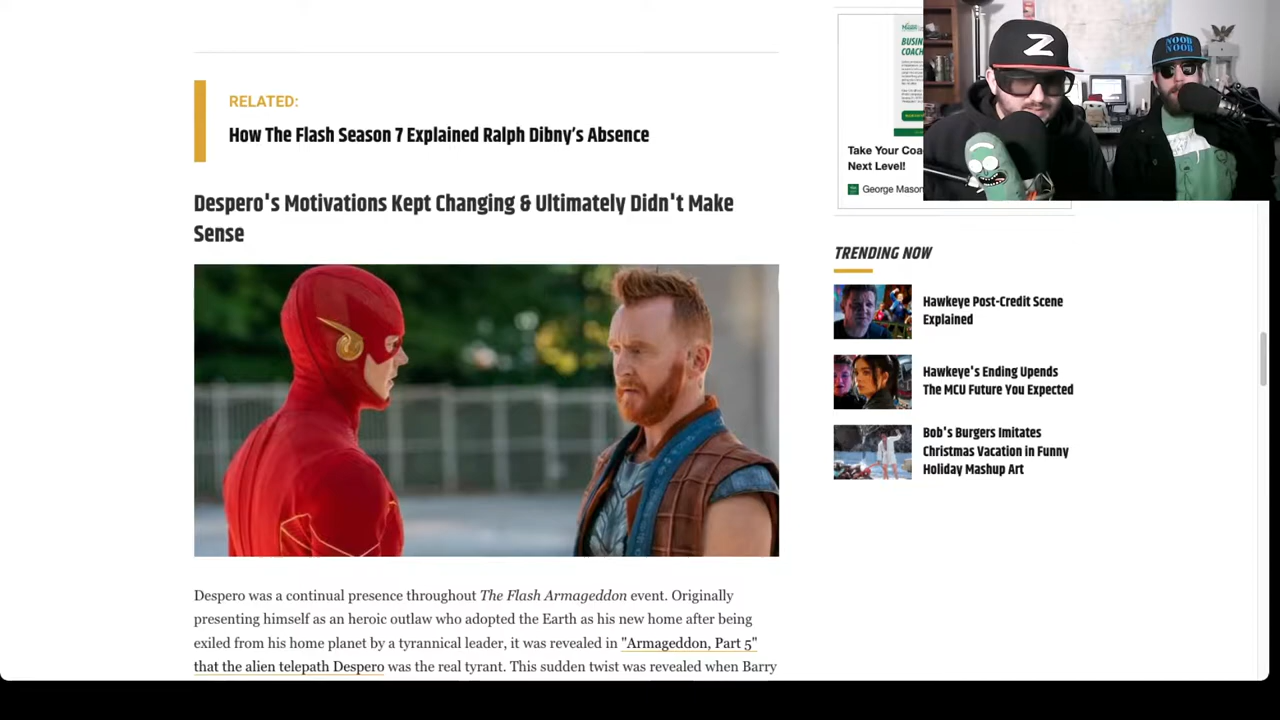 RELATED:
How The Flash Season 7 Explained Ralph Dibny’s Absence
Despero's Motivations Kept Changing & Ultimately Didn't Make
Sense
Despero was a continual presence throughout The Flash Armageddon event. Originally
presenting himself as an heroic outlaw who adopted the Earth as his new home after being
exiled from his home planet by a tyrannical leader, it was revealed in "Armageddon, Part 5"
that the alien telepath Despero was the real tyrant. This sudden twist was revealed when Barry
BUSIN
COACH
Take Your Coa
Next Level!
George Mason
TRENDING NOW
Hawkeye Post-Credit Scene
Explained
Hawkeye's Ending Upends
The MCU Future You Expected
Bob's Burgers Imitates
Christmas Vacation in Funny
Holiday Mashup Art
Z
NOOB
NOOB